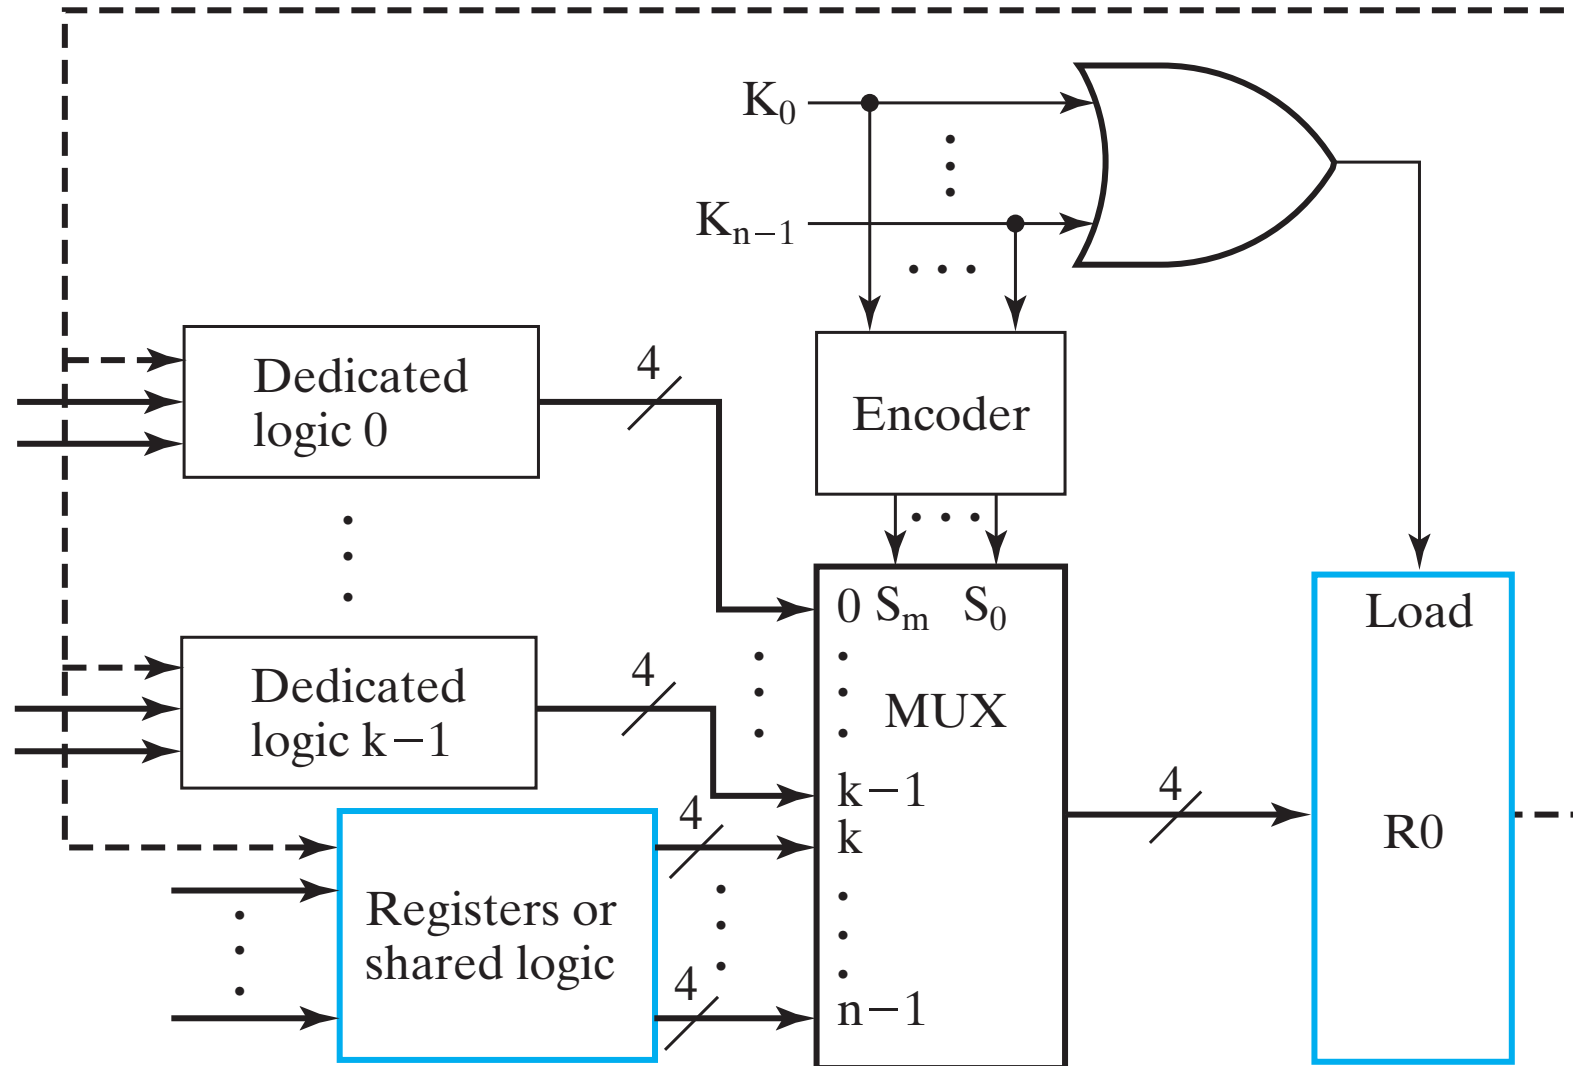 K₀
Kₙ₋₁
Dedicated
logic 0
4
Encoder
0 Sₘ S₀
Load
Dedicated
logic k−1
4
MUX
k−1
4
k
4
R0
Registers or
shared logic
4
n−1